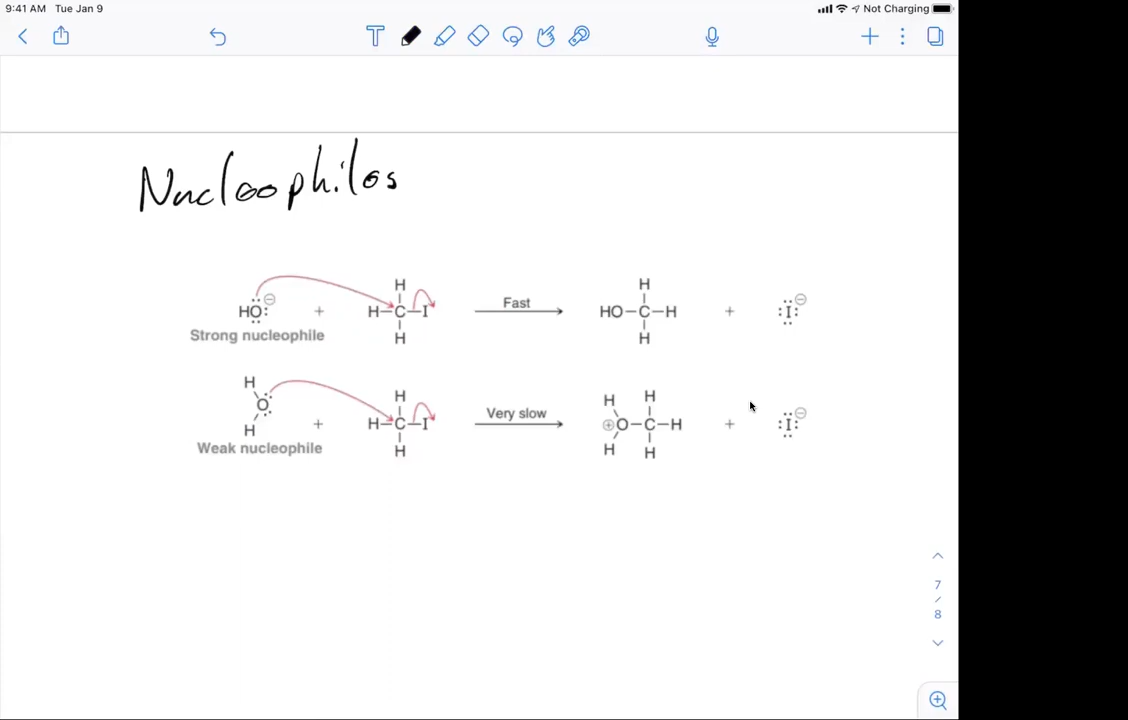 9:41 AM Tue Jan 9
Not Charging
T
Nucleophiles
H H
HO: ⊖ + H–C–I Fast HO–C–H + :I: ⊖
H H
Strong nucleophile
H H H H
O H–C–I Very slow ⊕O–C–H + :I: ⊖
H + H H H
Weak nucleophile
7
/
8